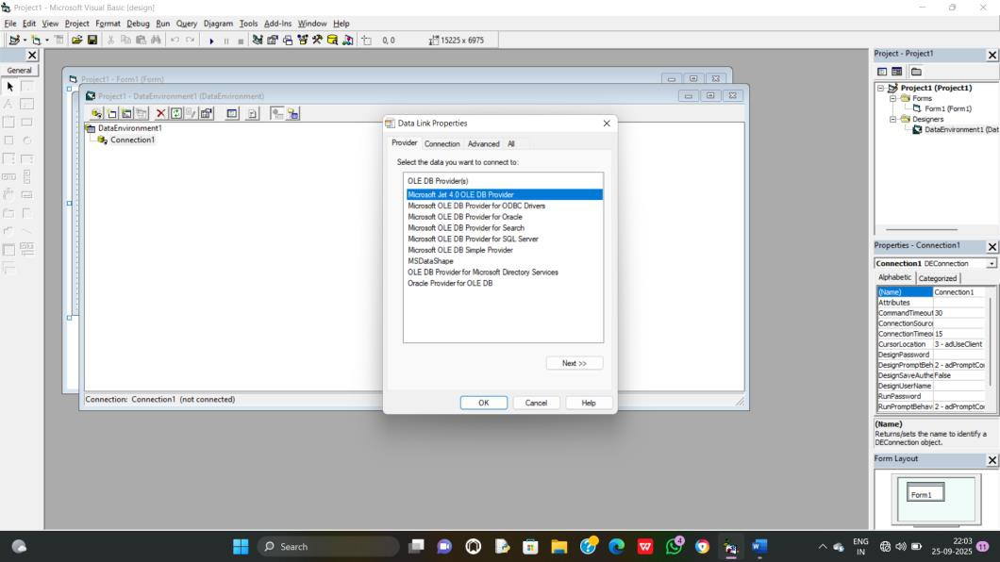 Project1 - Microsoft Visual Basic [design]
File Edit View Project Format Debug Run Query Diagram Tools Add-Ins Window Help
0, 0
15225 x 6975
General
Project1 - Form1 (Form)
Project1 - DataEnvironment1 (DataEnvironment)
DataEnvironment1
Connection1
Connection: Connection1 (not connected)
Data Link Properties
Provider Connection Advanced All
Select the data you want to connect to:
OLE DB Provider(s)
Microsoft Jet 4.0 OLE DB Provider
Microsoft OLE DB Provider for ODBC Drivers
Microsoft OLE DB Provider for Oracle
Microsoft OLE DB Provider for Search
Microsoft OLE DB Provider for SQL Server
Microsoft OLE DB Simple Provider
MSDataShape
OLE DB Provider for Microsoft Directory Services
Oracle Provider for OLE DB
Next >>
OK Cancel Help
Project - Project1
Project1 (Project1)
Forms
Form1 (Form1)
Designers
DataEnvironment1 (Dat
Properties - Connection1
Connection1 DEConnection
Alphabetic Categorized
(Name) Connection1
Attributes
CommandTimeout 30
ConnectionSource
ConnectionTimeo 15
CursorLocation 3 - adUseClient
DesignPassword
DesignPromptBeh 2 - adPromptCo
DesignSaveAuthe False
DesignUserName
RunPassword
RunPromptBehav 2 - adPromptCo
(Name)
Returns/sets the name to identify a
DEConnection object.
Form Layout
Form1
Search
4
ENG
IN
22:03
25-09-2025
11